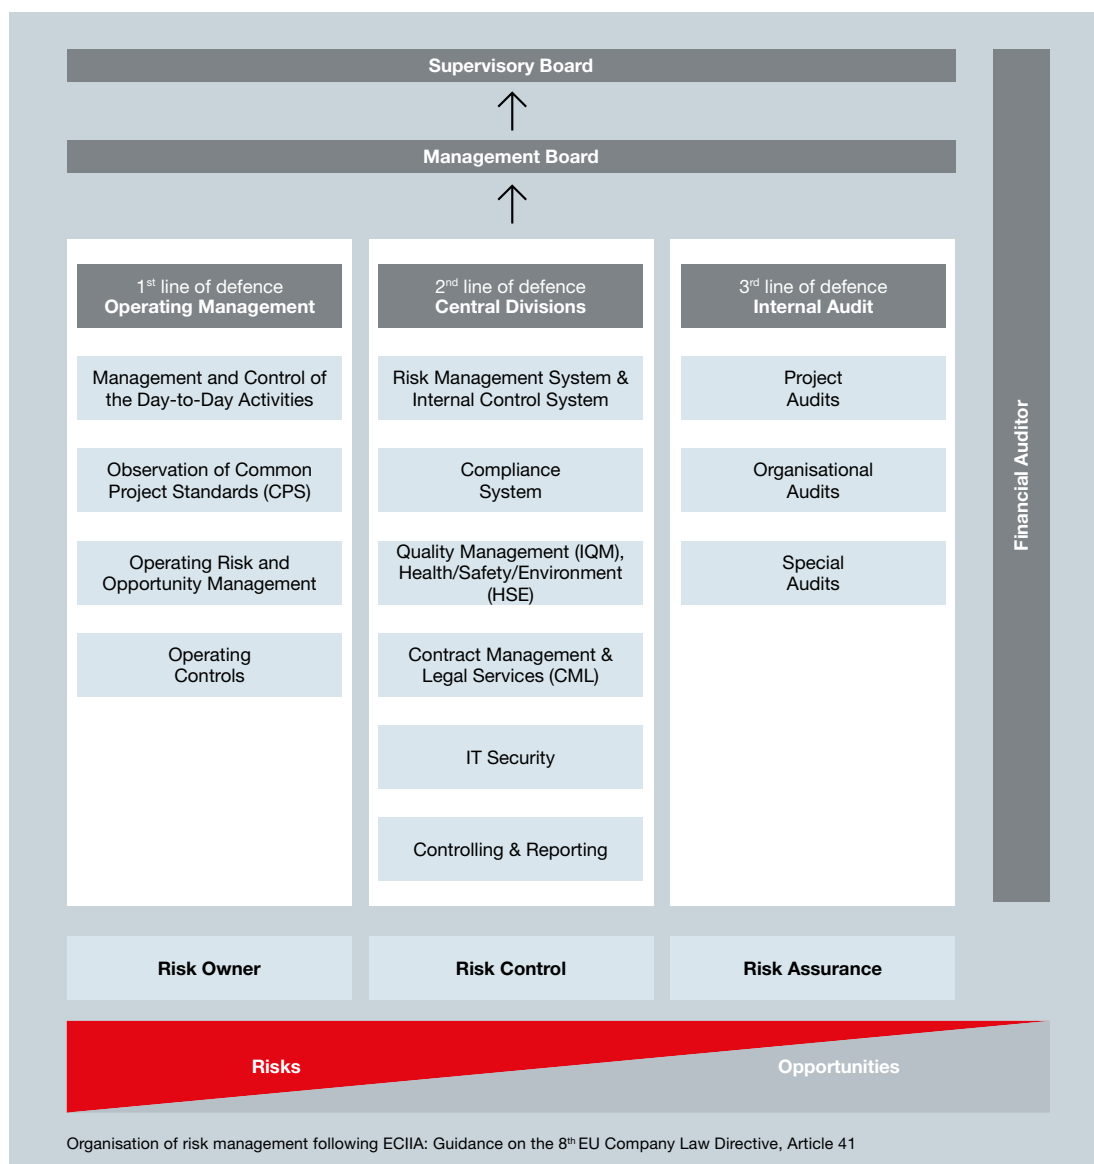 Supervisory Board
Management Board
1st line of defence
Operating Management
Management and Control of
the Day-to-Day Activities
Observation of Common
Project Standards (CPS)
Operating Risk and
Opportunity Management
Operating
Controls
2nd line of defence
Central Divisions
Risk Management System &
Internal Control System
Compliance
System
Quality Management (IQM),
Health/Safety/Environment
(HSE)
Contract Management &
Legal Services (CML)
IT Security
Controlling & Reporting
3rd line of defence
Internal Audit
Project
Audits
Organisational
Audits
Special
Audits
Financial Auditor
Risk Owner
Risk Control
Risk Assurance
Risks
Opportunities
Organisation of risk management following ECIIA: Guidance on the 8th EU Company Law Directive, Article 41